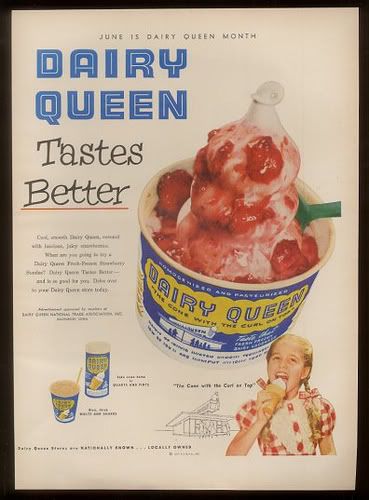 JUNE IS DAIRY QUEEN MONTH
DAIRY
QUEEN
Tastes
Better
Cool, smooth Dairy Queen, covered
with luscious, juicy strawberries.
What are you going to try a
Dairy Queen Fresh-Frozen Strawberry
Sundae? Dairy Queen Tastes Better—
and is so good for you. Drive over
to your Dairy Queen store today.
Advertisement sponsored by members of
DAIRY QUEEN NATIONAL TRADE ASSOCIATION, INC.
HOMOGENIZED AND PASTEURIZED
DAIRY QUEEN
THE CONE WITH THE CURL ON
Take some home in
QUARTS AND PINTS
Rich, thick
MALTS AND SHAKES
"The Cone with the Curl on Top"
Dairy Queen Stores are NATIONALLY KNOWN . . . LOCALLY OWNED